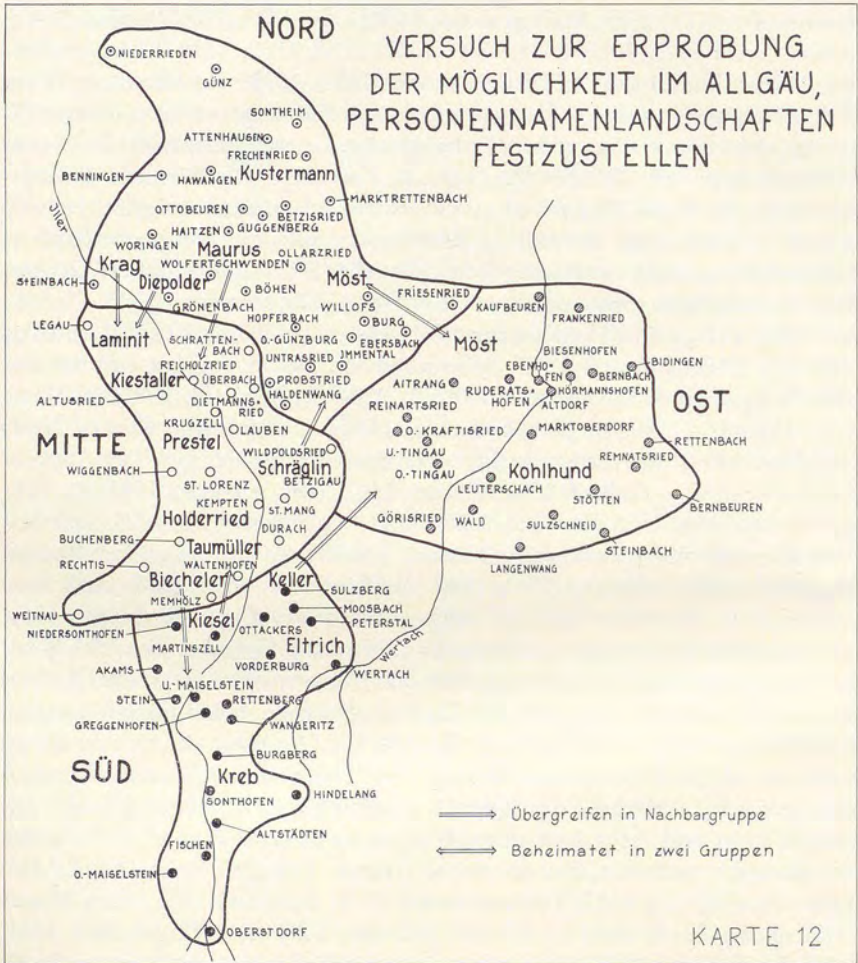 NORD
VERSUCH ZUR ERPROBUNG
DER MÖGLICHKEIT IM ALLGÄU,
PERSONENNAMENLANDSCHAFTEN
FESTZUSTELLEN
NIEDERRIEDEN
GÜNZ
SONTHEIM
ATTENHAUSEN
FRECHENRIED
Kustermann
BENNINGEN
HAWANGEN
MARKTRETTENBACH
Jller
OTTOBEUREN
BETZISRIED
HAITZEN
GUGGENBERG
WORINGEN
Maurus
OLLARZRIED
Krag
WOLFERTSCHWENDEN
STEINBACH
Diepolder
BÖHEN
Möst
FRIESENRIED
GRÖNENBACH
WILLOFS
KAUFBEUREN
FRANKENRIED
LEGAU
HOPFERBACH
BURG
Laminit
SCHRATTEN-
BACH
O.-GÜNZBURG
EBERSBACH
Möst
REICHOLZRIED
UNTRASRIED
JMMENTAL
BIESENHOFEN
Kiestaller
ÜBERBACH
PROBSTRIED
EBENHO-
FEN
BERNBACH
BIDINGEN
AITRANG
RUDERATS-
HOFEN
HÖRMANNSHOFEN
ALTUSRIED
DIETMANNS-
RIED
HALDENWANG
REINARTSRIED
ALTDORF
OST
KRUGZELL
LAUBEN
O.-KRAFTISRIED
MARKTOBERDORF
MITTE
Prestel
WILDPOLDSRIED
U.-TINGAU
RETTENBACH
Schräglin
O.-TINGAU
REMNATSRIED
WIGGENBACH
ST. LORENZ
BETZIGAU
Kohlhund
KEMPTEN
ST. MANG
LEUTERSCHACH
STÖTTEN
BERNBEUREN
Holderried
DURACH
GÖRISRIED
WALD
SULZSCHNEID
BUCHENBERG
Taumüller
STEINBACH
RECHTIS
WALTENHOFEN
LANGENWANG
Biecheler
Keller
SULZBERG
MEMHÖLZ
MOOSBACH
WEITNAU
Kiesel
OTTACKERS
PETERSTAL
NIEDERSONTHOFEN
Eltrich
Wertach
MARTINSZELL
VORDERBURG
AKAMS
WERTACH
U.-MAISELSTEIN
STEIN
RETTENBERG
GREGGENHOFEN
WANGERITZ
SÜD
BURGBERG
Kreb
SONTHOFEN
HINDELANG
Übergreifen in Nachbargruppe
ALTSTÄDTEN
FISCHEN
Beheimatet in zwei Gruppen
O.-MAISELSTEIN
OBERSTDORF
KARTE 12